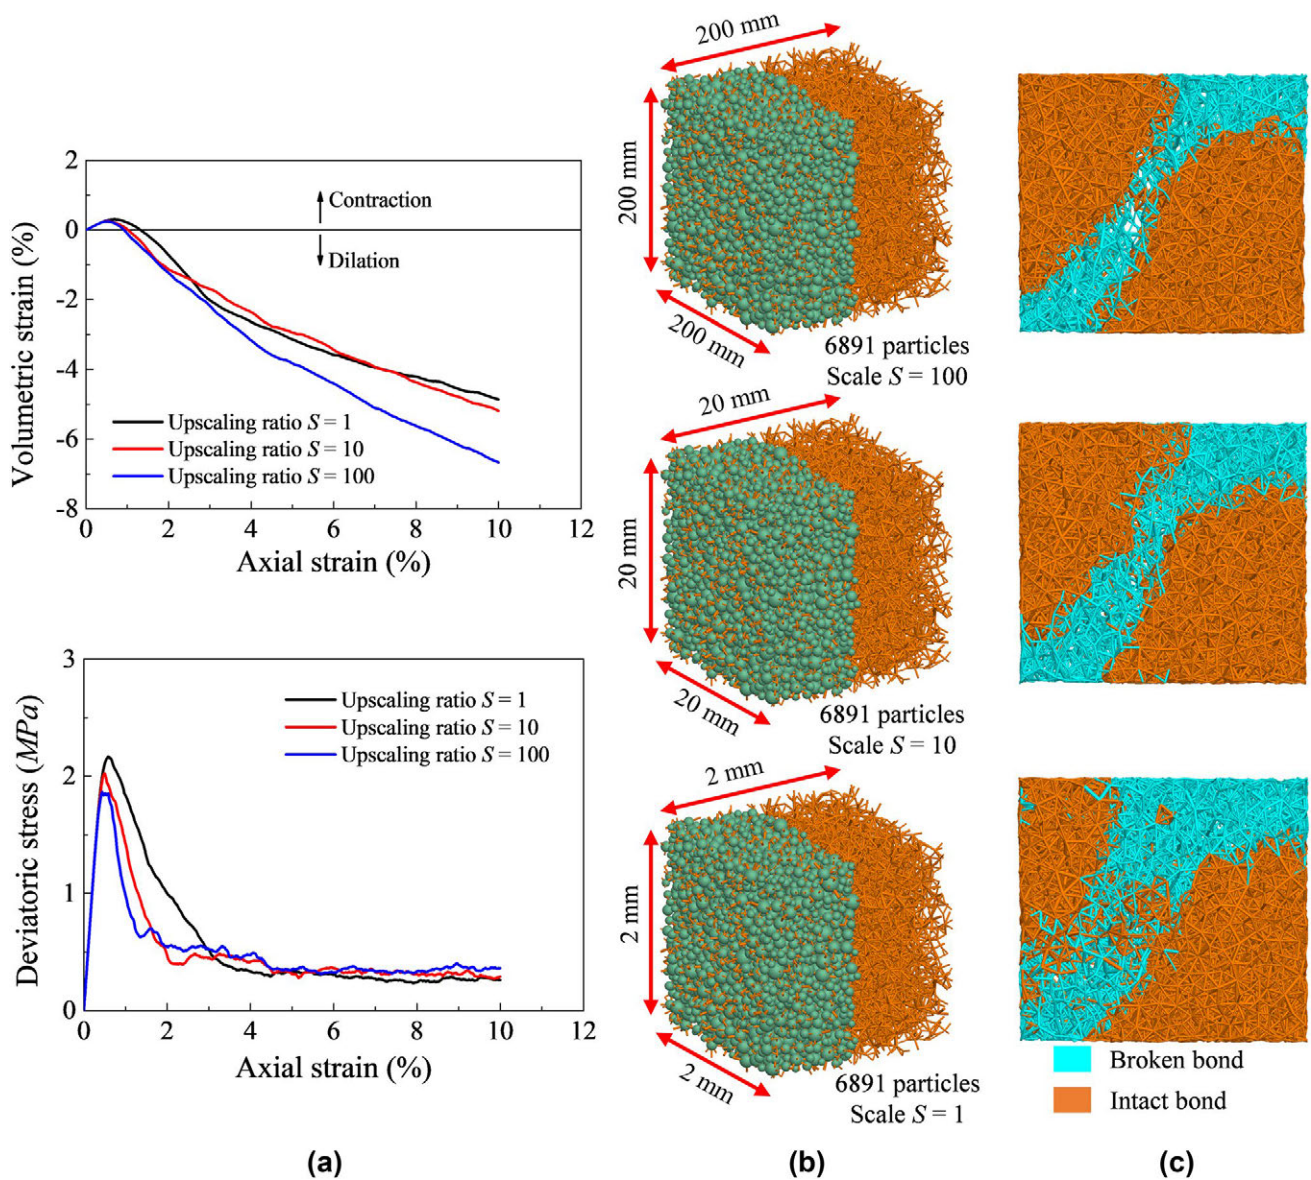 2
0
-2
-4
-6
-8
Volumetric strain (%)
Contraction
Dilation
Upscaling ratio S = 1
Upscaling ratio S = 10
Upscaling ratio S = 100
0 2 4 6 8 10 12
Axial strain (%)
3
2
1
0
Deviatoric stress (MPa)
Upscaling ratio S = 1
Upscaling ratio S = 10
Upscaling ratio S = 100
0 2 4 6 8 10 12
Axial strain (%)
(a)
200 mm
200 mm
200 mm
6891 particles
Scale S = 100
20 mm
20 mm
20 mm
6891 particles
Scale S = 10
2 mm
2 mm
2 mm
6891 particles
Scale S = 1
(b)
Broken bond
Intact bond
(c)